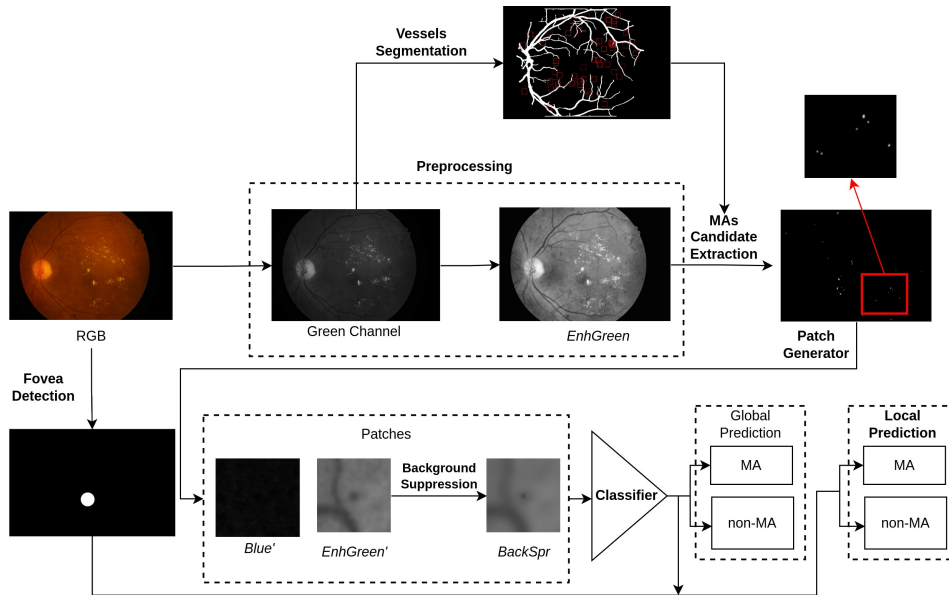 Vessels
Segmentation
Preprocessing
MAs
Candidate
Extraction
RGB
Green Channel
EnhGreen
Patch
Generator
Fovea
Detection
Patches
Background
Suppression
Blue'
EnhGreen'
BackSpr
Classifier
Global
Prediction
MA
non-MA
Local
Prediction
MA
non-MA